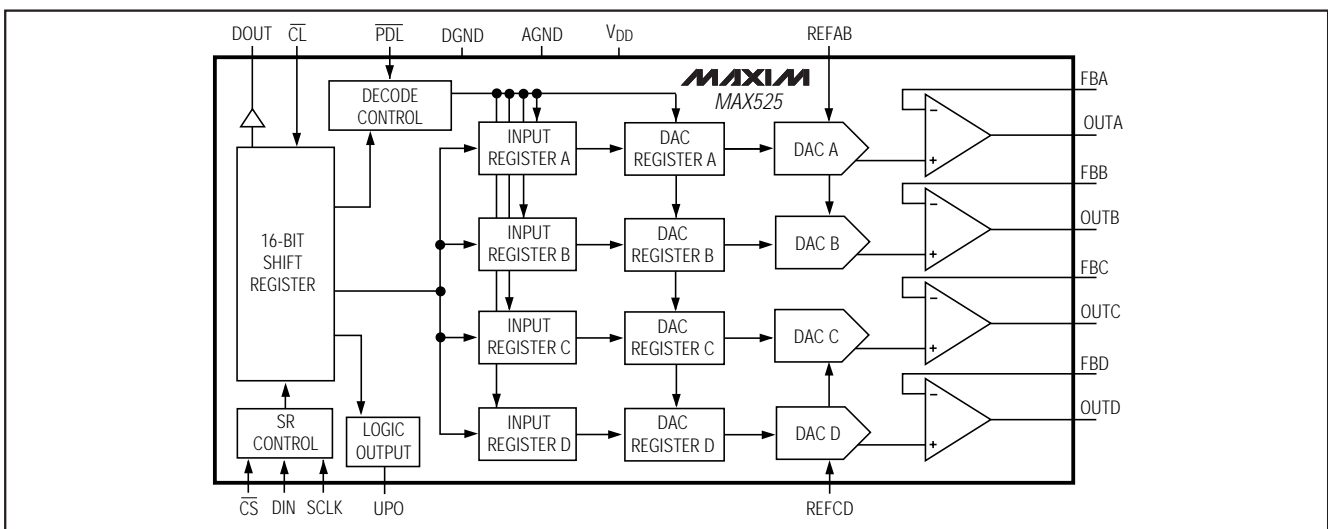 DOUT
CL
PDL
DGND
AGND
VDD
REFAB
MAXIM
MAX525
DECODE
CONTROL
FBA
OUTA
INPUT
REGISTER A
DAC
REGISTER A
DAC A
FBB
16-BIT
SHIFT
REGISTER
INPUT
REGISTER B
DAC
REGISTER B
DAC B
OUTB
FBC
INPUT
REGISTER C
DAC
REGISTER C
DAC C
OUTC
FBD
SR
CONTROL
LOGIC
OUTPUT
INPUT
REGISTER D
DAC
REGISTER D
DAC D
OUTD
CS
DIN
SCLK
UPO
REFCD
−
+
−
+
−
+
−
+